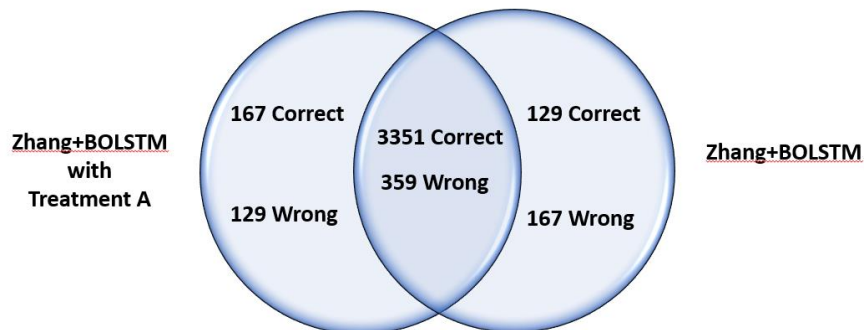 Zhang+BOLSTM
with
Treatment A
167 Correct
129 Wrong
3351 Correct
359 Wrong
129 Correct
167 Wrong
Zhang+BOLSTM